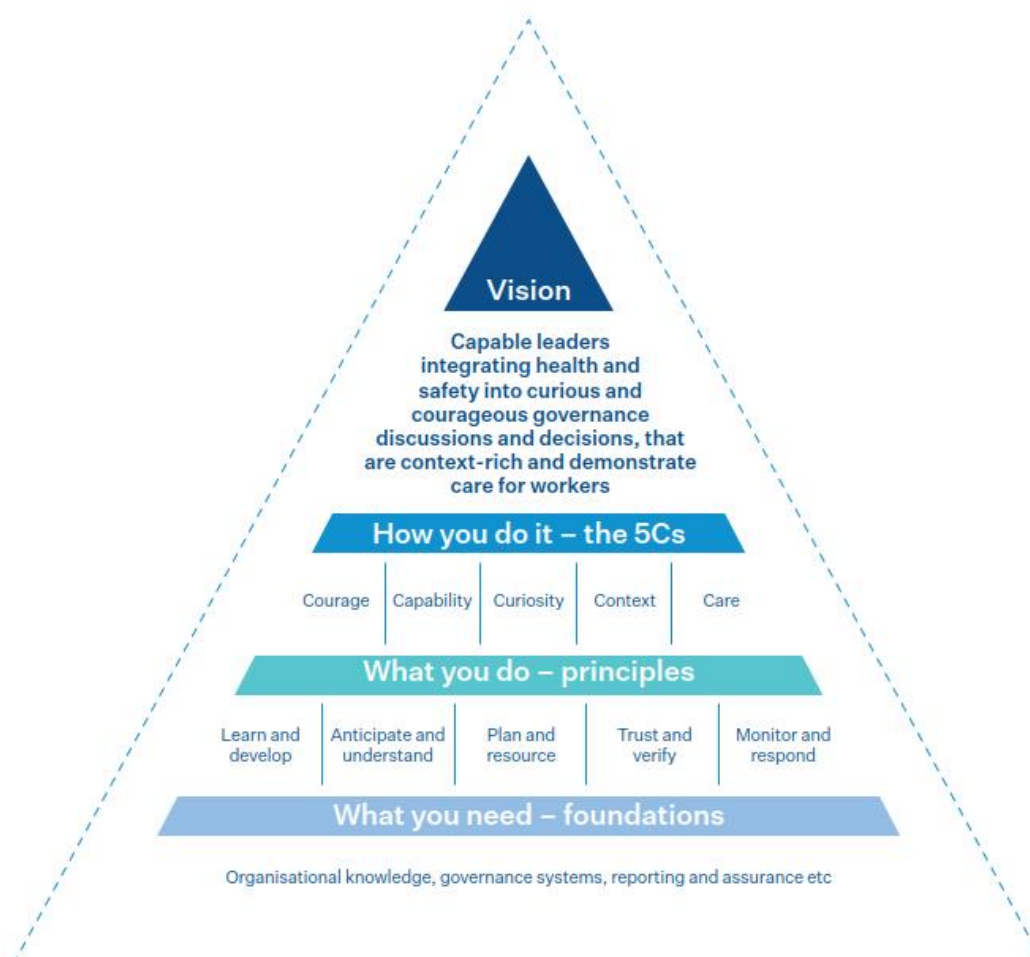 Vision
Capable leaders
integrating health and
safety into curious and
courageous governance
discussions and decisions, that
are context-rich and demonstrate
care for workers
How you do it – the 5Cs
Courage
Capability
Curiosity
Context
Care
What you do – principles
Learn and
develop
Anticipate and
understand
Plan and
resource
Trust and
verify
Monitor and
respond
What you need – foundations
Organisational knowledge, governance systems, reporting and assurance etc